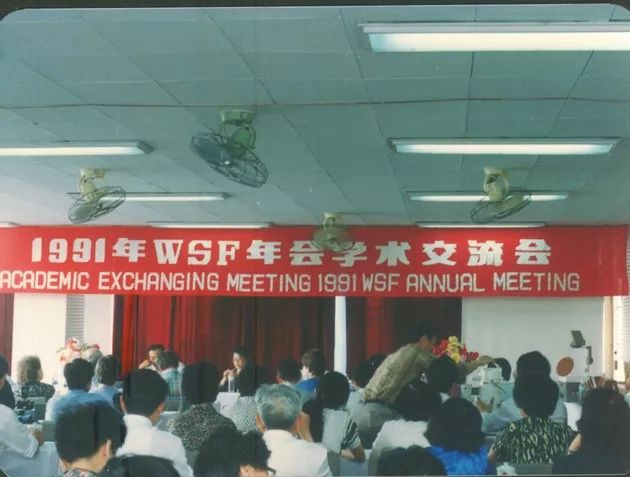 1991年WSF年会学术交流会
ACADEMIC EXCHANGING MEETING 1991 WSF ANNUAL MEETING